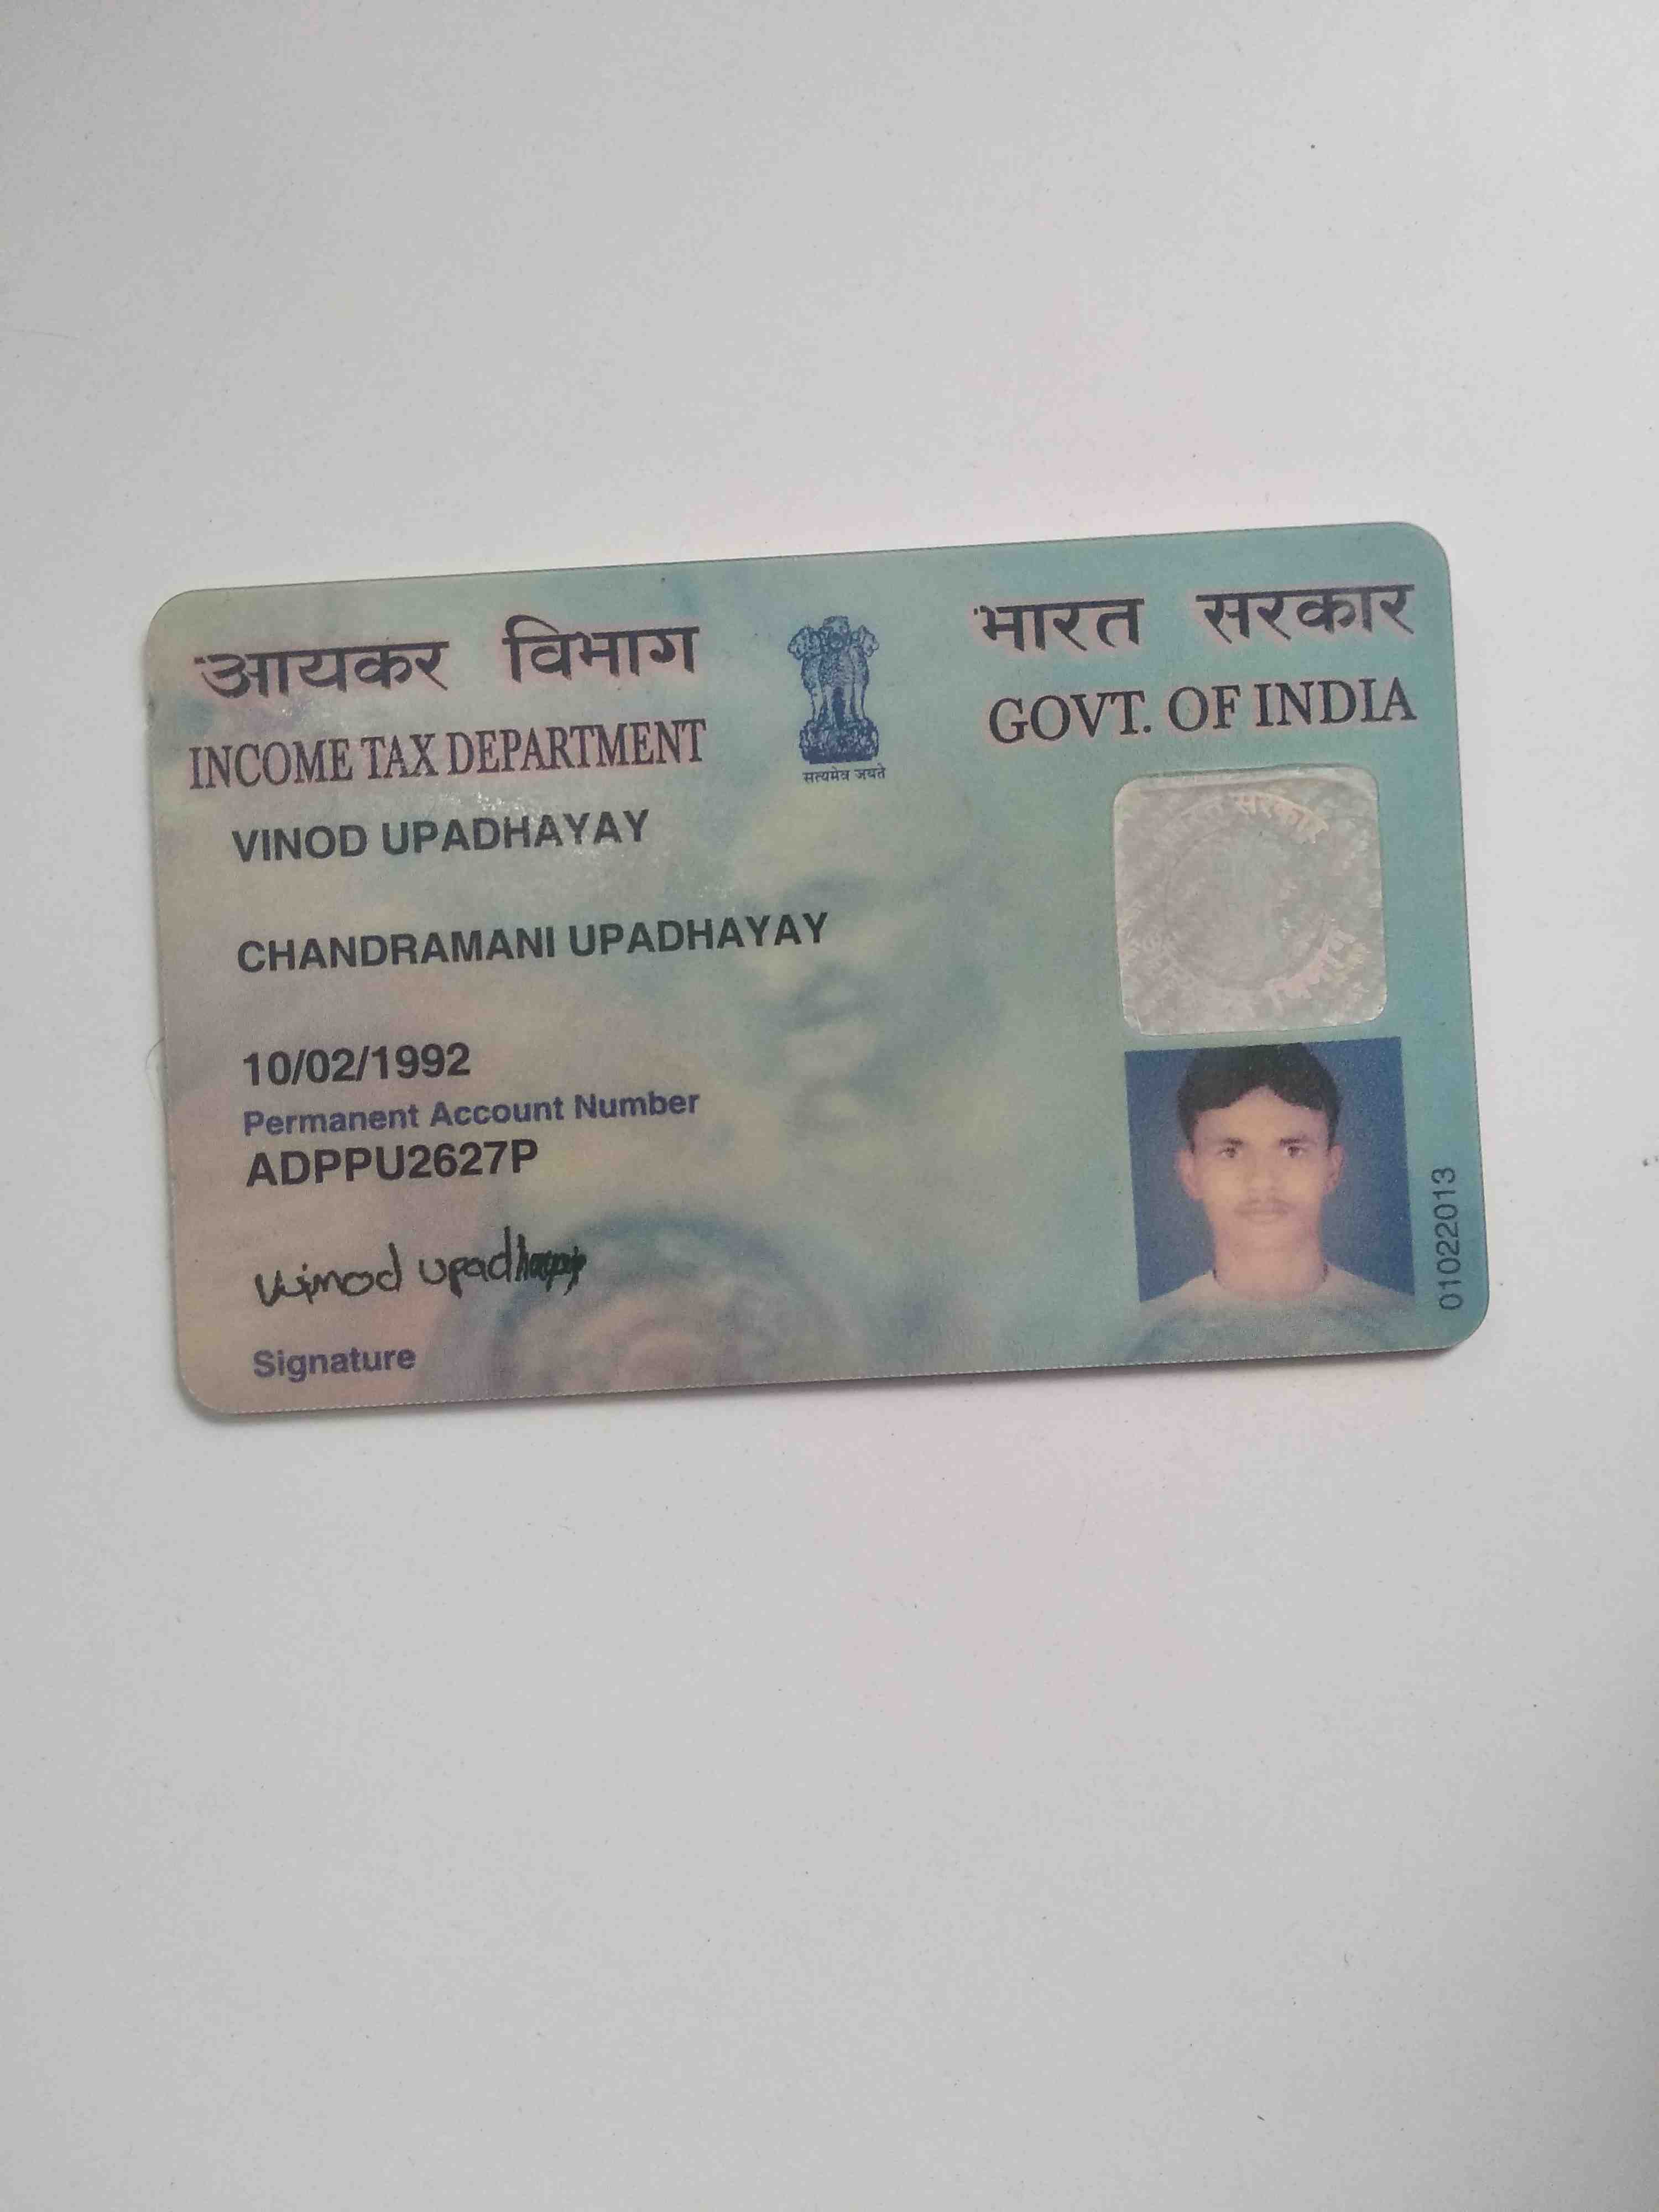 आयकर विभाग
INCOME TAX DEPARTMENT
सत्यमेव जयते
भारत सरकार
GOVT. OF INDIA
VINOD UPADHAYAY
CHANDRAMANI UPADHAYAY
10/02/1992
Permanent Account Number
ADPPU2627P
vinod upadhayay
Signature
01022013
सरकार